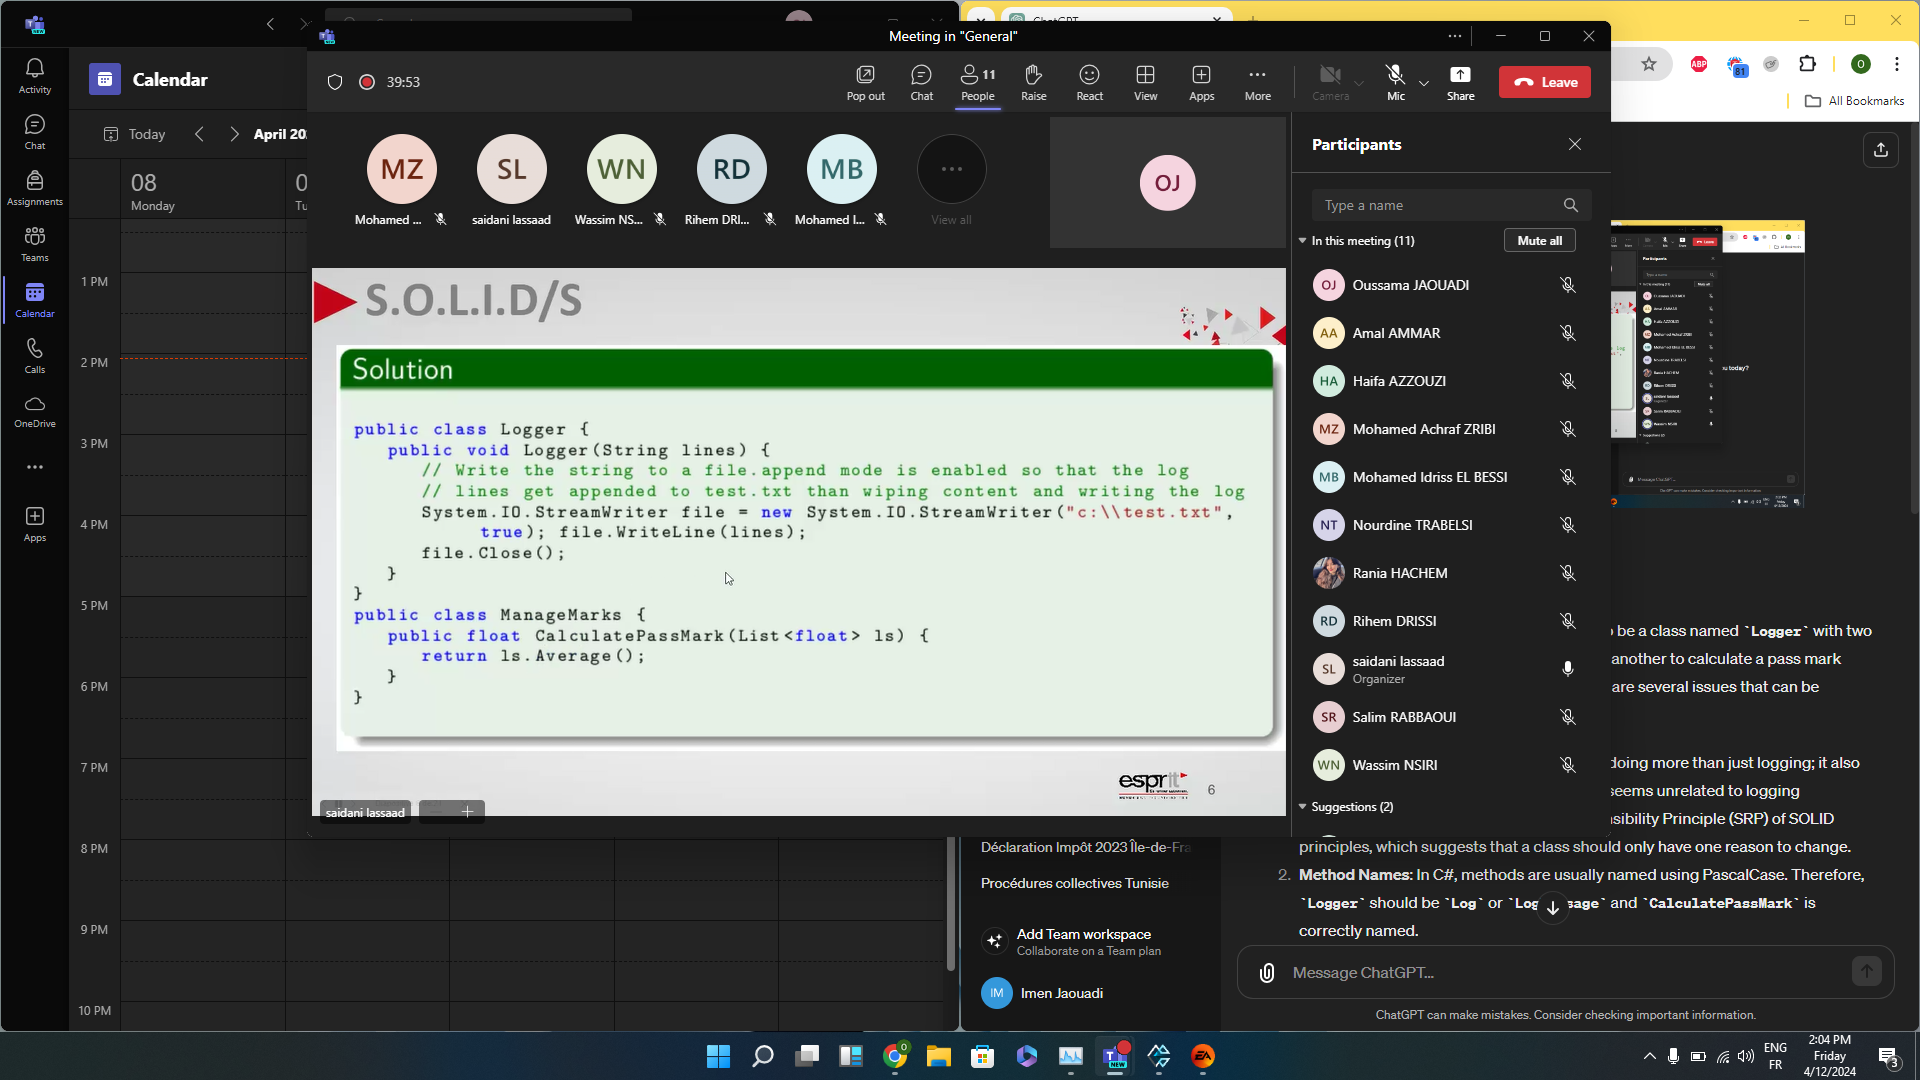 ChatGPT
Meeting in "General"
Activity
Chat
Assignments
Teams
Calendar
Calls
OneDrive
Apps
Calendar
Today
April 20
08
Monday
0
Tu
1 PM
2 PM
3 PM
4 PM
5 PM
6 PM
7 PM
8 PM
9 PM
10 PM
39:53
Pop out
Chat
11
People
Raise
React
View
Apps
More
Camera
Mic
Share
Leave
MZ
Mohamed ...
SL
saidani lassaad
WN
Wassim NS...
RD
Rihem DRI...
MB
Mohamed I...
View all
OJ
S.O.L.I.D/S
Solution
public class Logger {
public void Logger(String lines) {
// Write the string to a file.append mode is enabled so that the log
// lines get appended to test.txt than wiping content and writing the log
System.IO.StreamWriter file = new System.IO.StreamWriter("c:\\test.txt",
true); file.WriteLine(lines);
file.Close();
}
}
public class ManageMarks {
public float CalculatePassMark(List<float> ls) {
return ls.Average();
}
}
esprit
6
saidani lassaad
Participants
Type a name
In this meeting (11)
Mute all
OJ Oussama JAOUADI
AA Amal AMMAR
HA Haifa AZZOUZI
MZ Mohamed Achraf ZRIBI
MB Mohamed Idriss EL BESSI
NT Nourdine TRABELSI
Rania HACHEM
RD Rihem DRISSI
SL saidani lassaad
Organizer
SR Salim RABBAOUI
WN Wassim NSIRI
Suggestions (2)
ABP
81
O
All Bookmarks
be a class named `Logger` with two
another to calculate a pass mark
are several issues that can be
doing more than just logging; it also
seems unrelated to logging
sibility Principle (SRP) of SOLID
principles, which suggests that a class should only have one reason to change.
2. Method Names: In C#, methods are usually named using PascalCase. Therefore,
`Logger` should be `Log` or `Log sage` and `CalculatePassMark` is
correctly named.
Déclaration Impôt 2023 Île-de-Fra
Procédures collectives Tunisie
Add Team workspace
Collaborate on a Team plan
IM Imen Jaouadi
Message ChatGPT...
ChatGPT can make mistakes. Consider checking important information.
ENG
FR
2:04 PM
Friday
4/12/2024
3